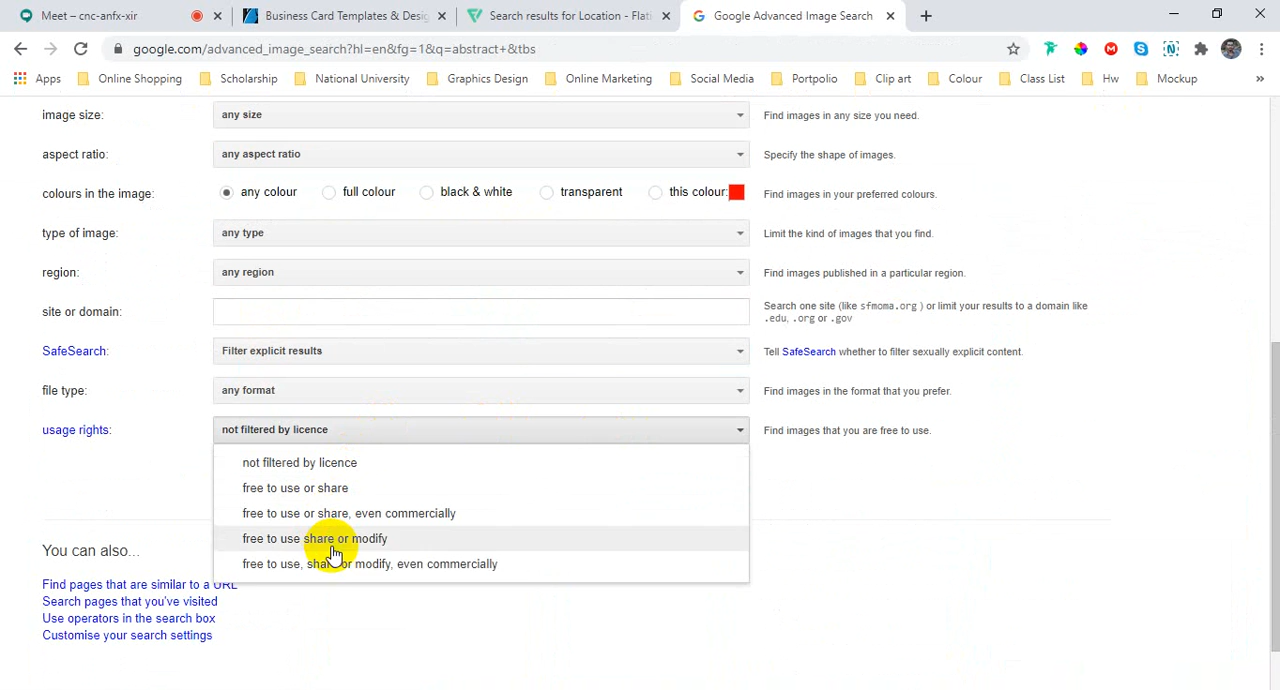 Meet – cnc-anfx-xir
Business Card Templates & Desig
Search results for Location - Flati
Google Advanced Image Search
google.com/advanced_image_search?hl=en&fg=1&q=abstract+&tbs
Apps Online Shopping Scholarship National University Graphics Design Online Marketing Social Media Portpolio Clip art Colour Class List Hw Mockup »
image size: any size Find images in any size you need.
aspect ratio: any aspect ratio Specify the shape of images.
colours in the image: any colour full colour black & white transparent this colour: Find images in your preferred colours.
type of image: any type Limit the kind of images that you find.
region: any region Find images published in a particular region.
site or domain: Search one site (like sfmoma.org ) or limit your results to a domain like
.edu, .org or .gov
SafeSearch: Filter explicit results Tell SafeSearch whether to filter sexually explicit content.
file type: any format Find images in the format that you prefer.
usage rights: not filtered by licence Find images that you are free to use.
not filtered by licence
free to use or share
free to use or share, even commercially
free to use share or modify
free to use, share or modify, even commercially
You can also...
Find pages that are similar to a URL
Search pages that you've visited
Use operators in the search box
Customise your search settings